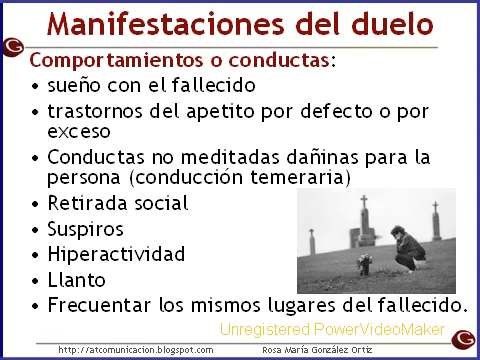 Manifestaciones del duelo
G
Comportamientos o conductas:
• sueño con el fallecido
• trastornos del apetito por defecto o por
exceso
• Conductas no meditadas dañinas para la
persona (conducción temeraria)
• Retirada social
• Suspiros
• Hiperactividad
• Llanto
• Frecuentar los mismos lugares del fallecido.
Unregistered PowerVideoMaker
G
http://atcomunicacion.blogspot.com Rosa María González Ortiz